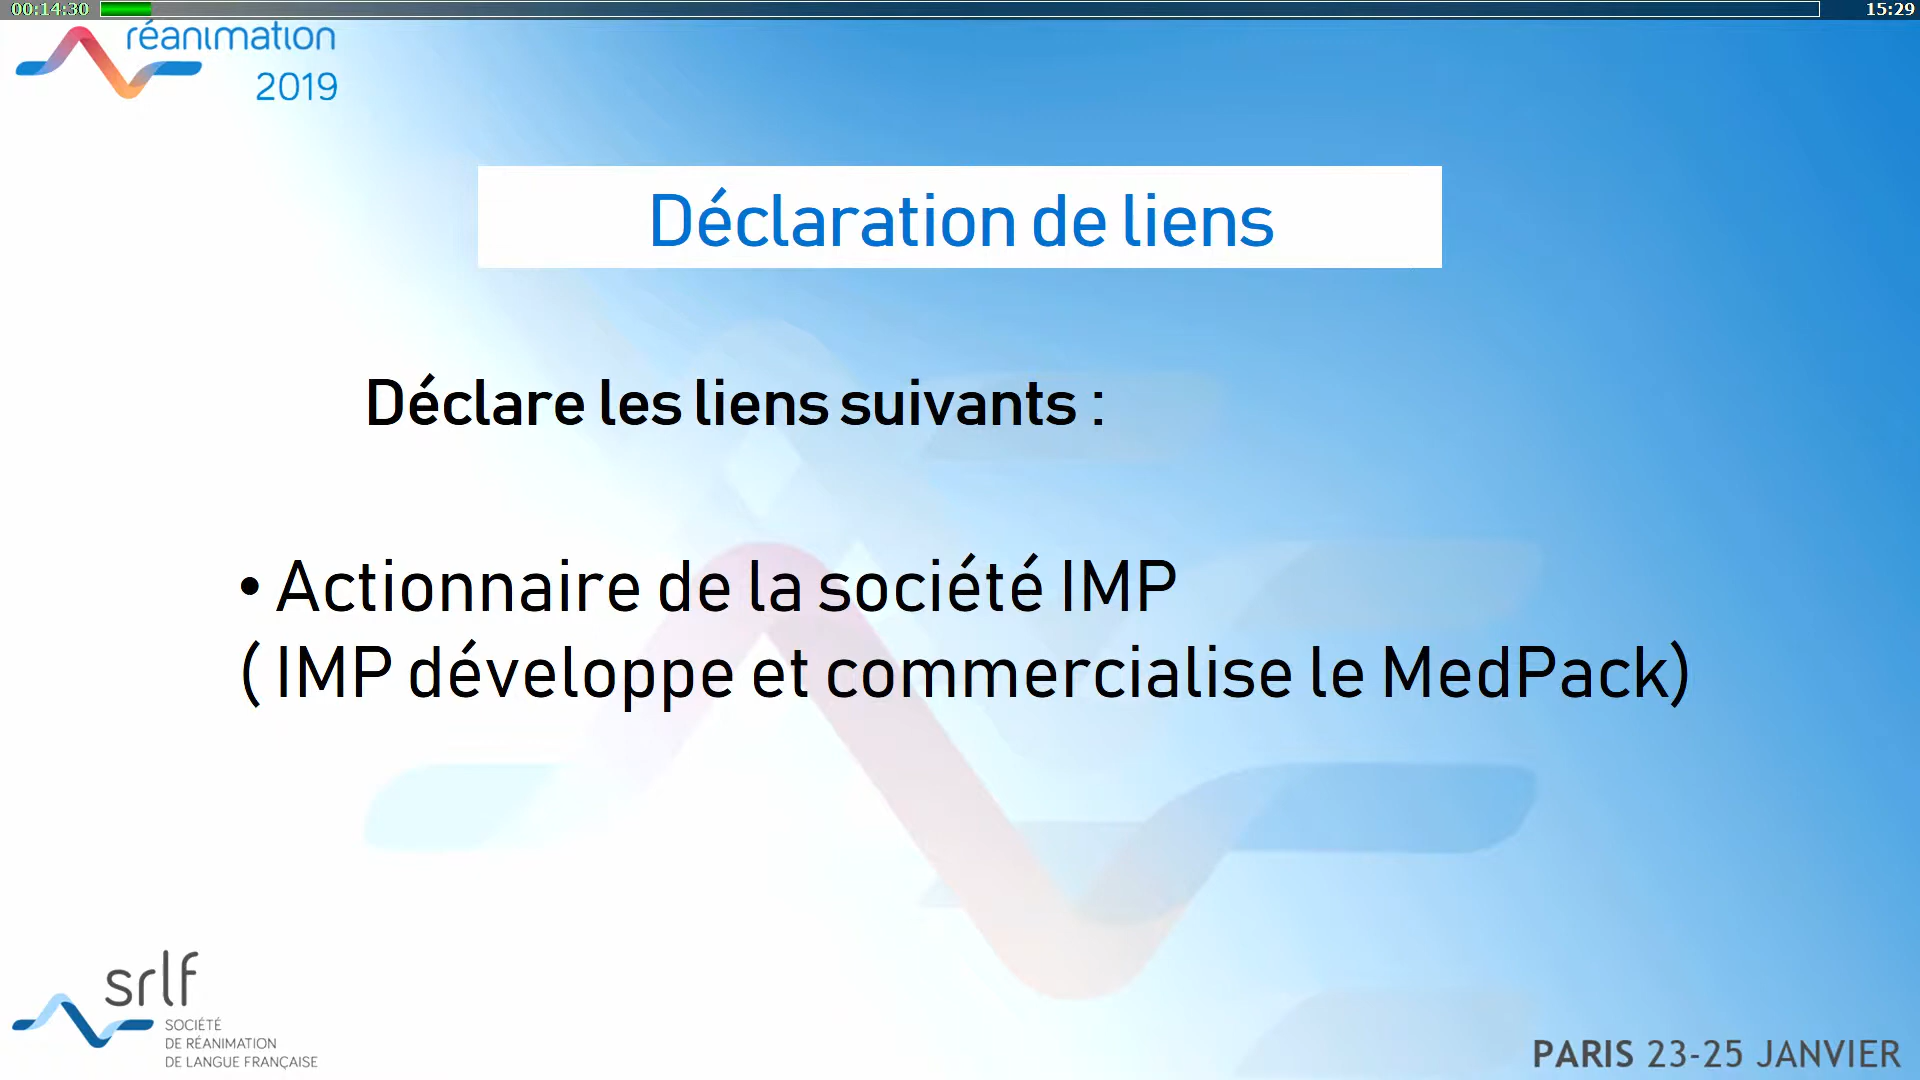 00:14:30
15:29
réanimation
2019
Déclaration de liens
Déclare les liens suivants :
• Actionnaire de la société IMP
( IMP développe et commercialise le MedPack)
srlf
SOCIÉTÉ
DE RÉANIMATION
DE LANGUE FRANÇAISE
PARIS 23-25 JANVIER